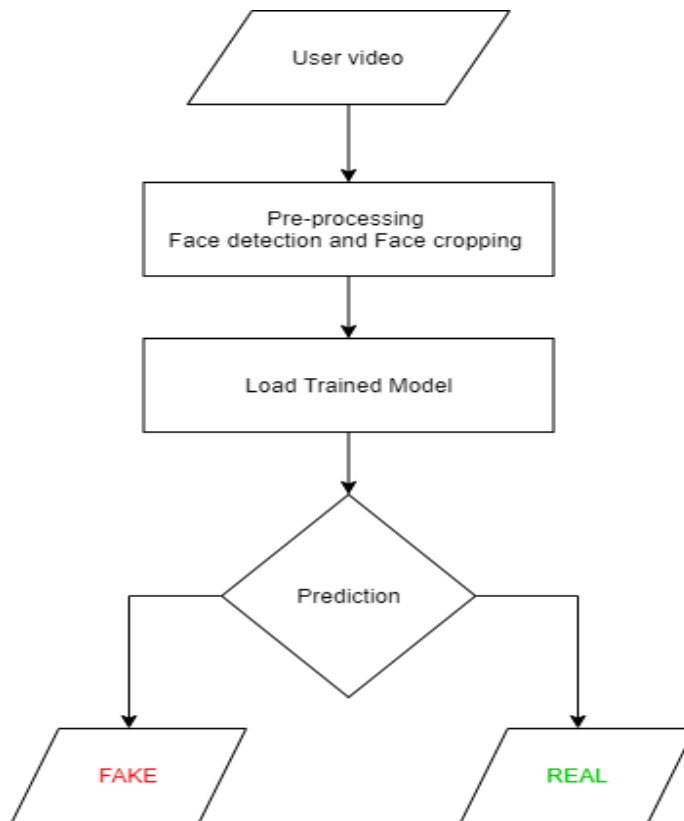 User video
Pre-processing
Face detection and Face cropping
Load Trained Model
Prediction
FAKE
REAL